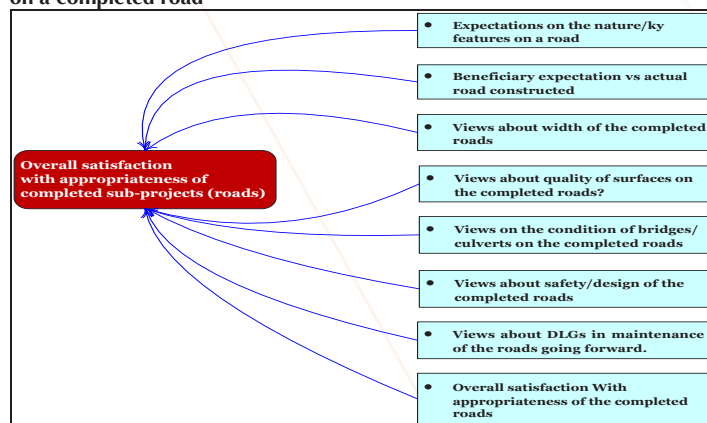 on a completed road
• Expectations on the nature/ky
features on a road
• Beneficiary expectation vs actual
road constructed
• Views about width of the completed
roads
Overall satisfaction
with appropriateness of
completed sub-projects (roads)
• Views about quality of surfaces on
the completed roads?
• Views on the condition of bridges/
culverts on the completed roads
• Views about safety/design of the
completed roads
• Views about DLGs in maintenance
of the roads going forward.
• Overall satisfaction With
appropriateness of the completed
roads